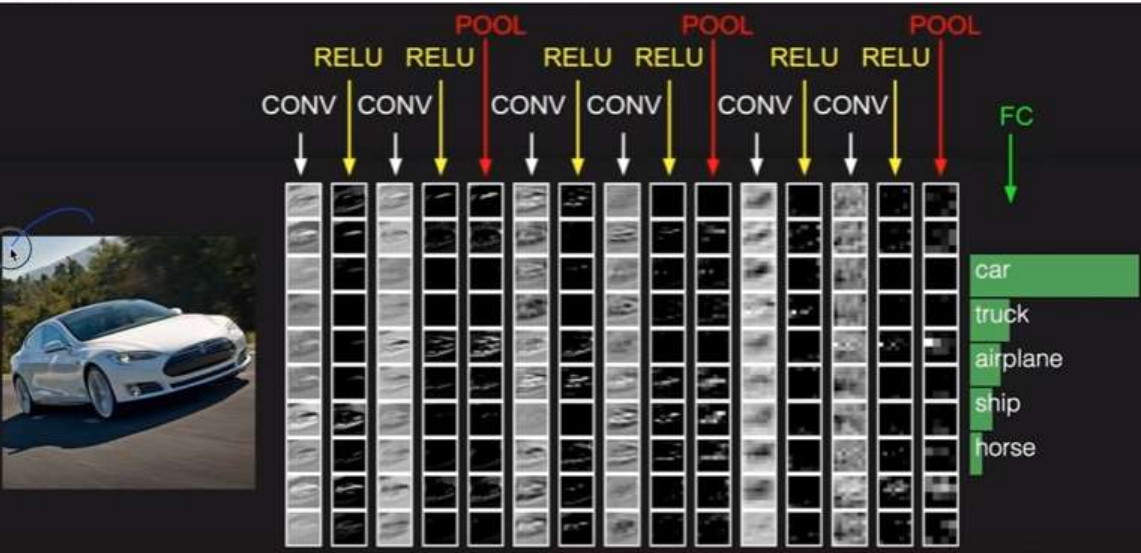 POOL POOL POOL
RELU RELU RELU RELU RELU RELU
CONV CONV CONV CONV CONV CONV
FC
car
truck
airplane
ship
horse